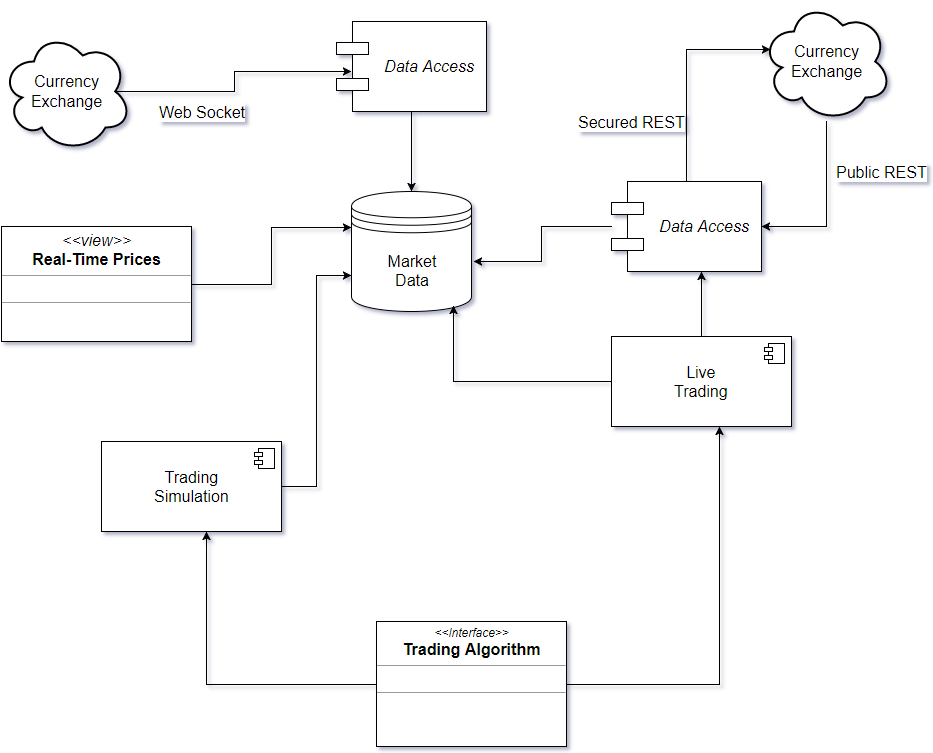 Currency
Exchange
Web Socket
Data Access
Currency
Exchange
Secured REST
Public REST
Data Access
<<view>>
Real-Time Prices
Market
Data
Live
Trading
Trading
Simulation
<<Interface>>
Trading Algorithm